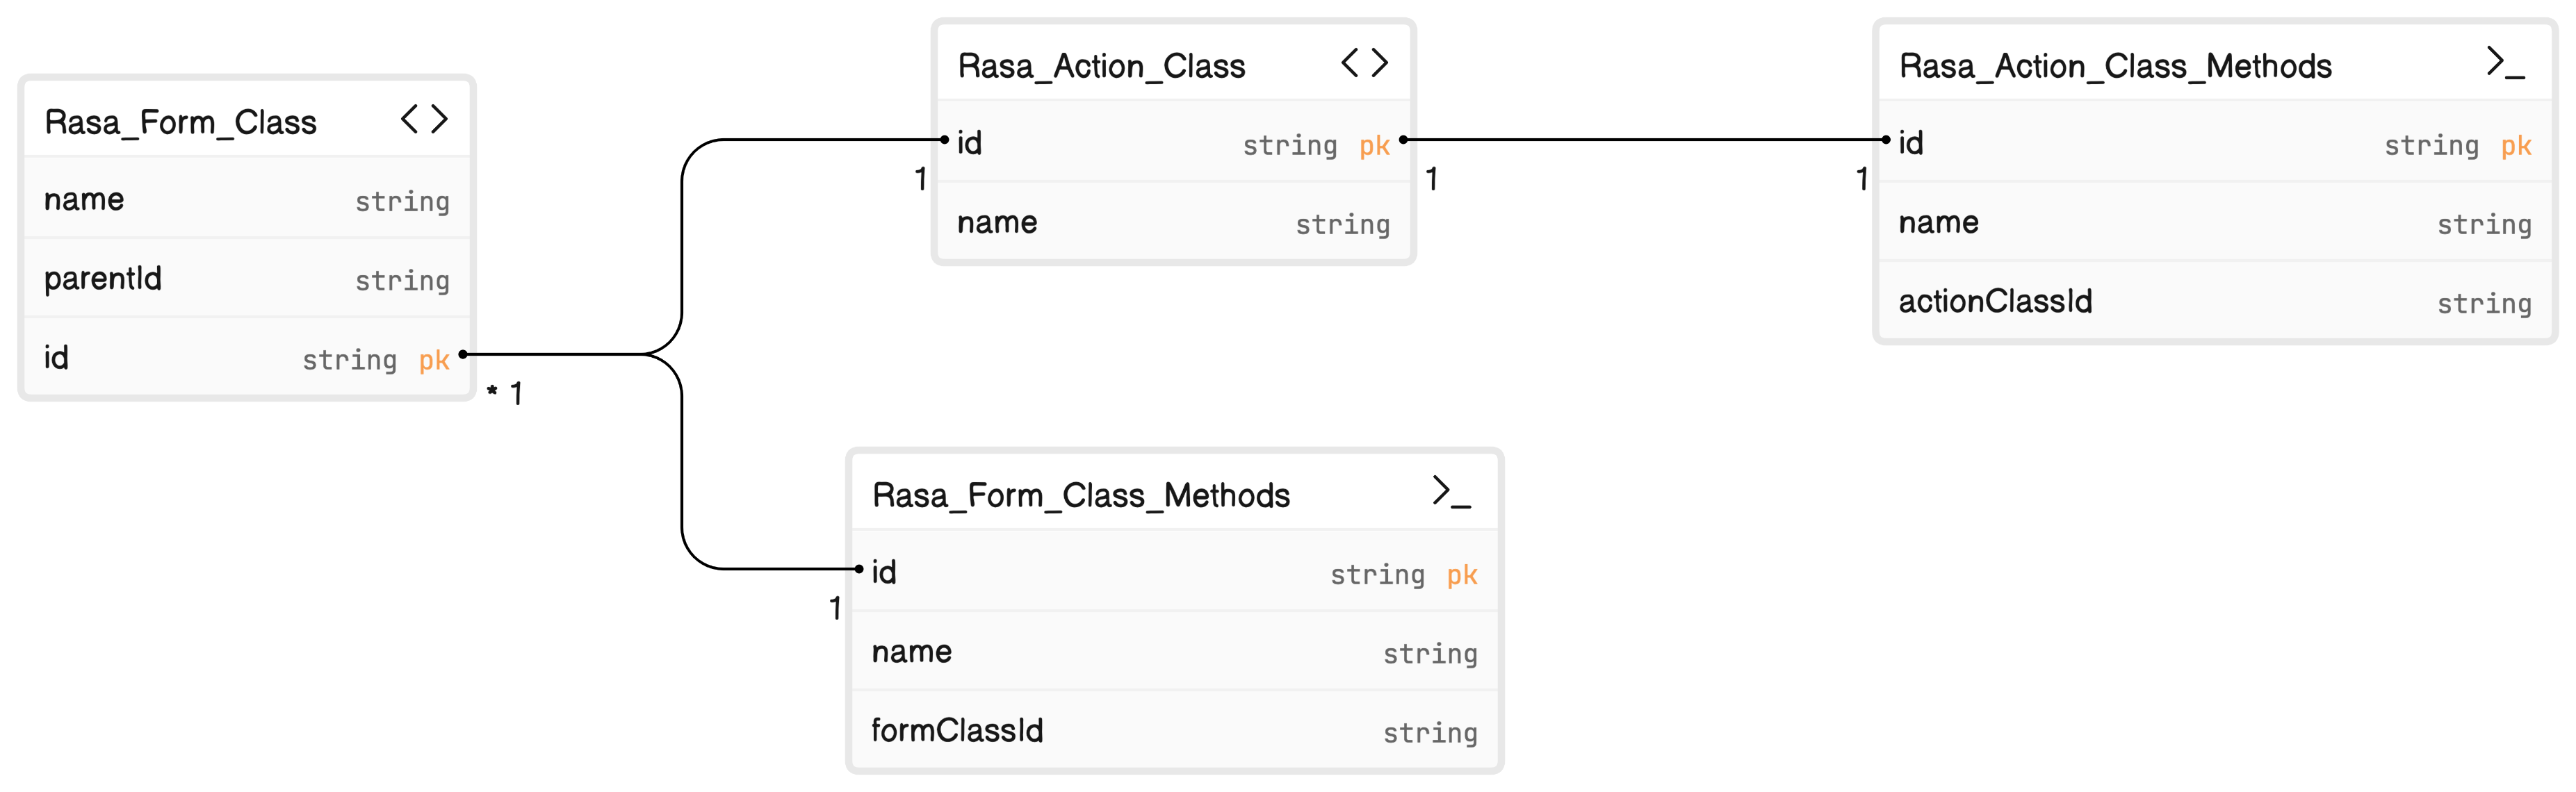 Rasa_Form_Class
name string
parentId string
id string pk
* 1
Rasa_Action_Class
id string pk
1 1
name string
Rasa_Action_Class_Methods
id string pk
1
name string
actionClassId string
Rasa_Form_Class_Methods
id string pk
1
name string
formClassId string